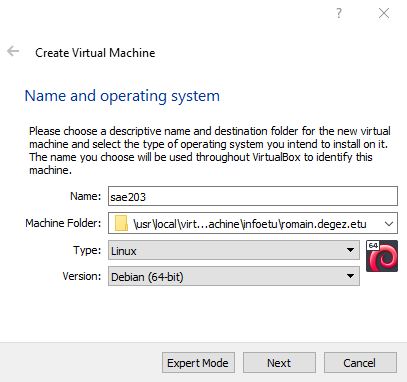 ?
Create Virtual Machine
Name and operating system
Please choose a descriptive name and destination folder for the new virtual
machine and select the type of operating system you intend to install on it.
The name you choose will be used throughout VirtualBox to identify this
machine.
Name: sae203
Machine Folder: \usr\local\virt...achine\infoetu\romain.degez.etu
Type: Linux
64
Version: Debian (64-bit)
Expert Mode Next Cancel